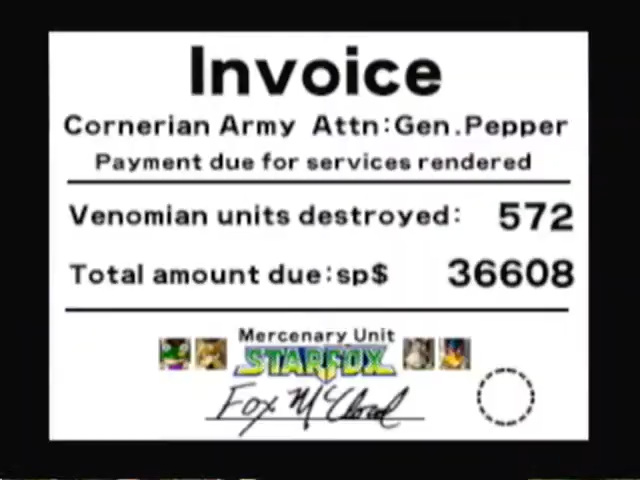 Invoice
Cornerian Army Attn:Gen.Pepper
Payment due for services rendered
Venomian units destroyed: 572
Total amount due:sp$ 36608
Mercenary Unit
STARFOX
Fox McCloud